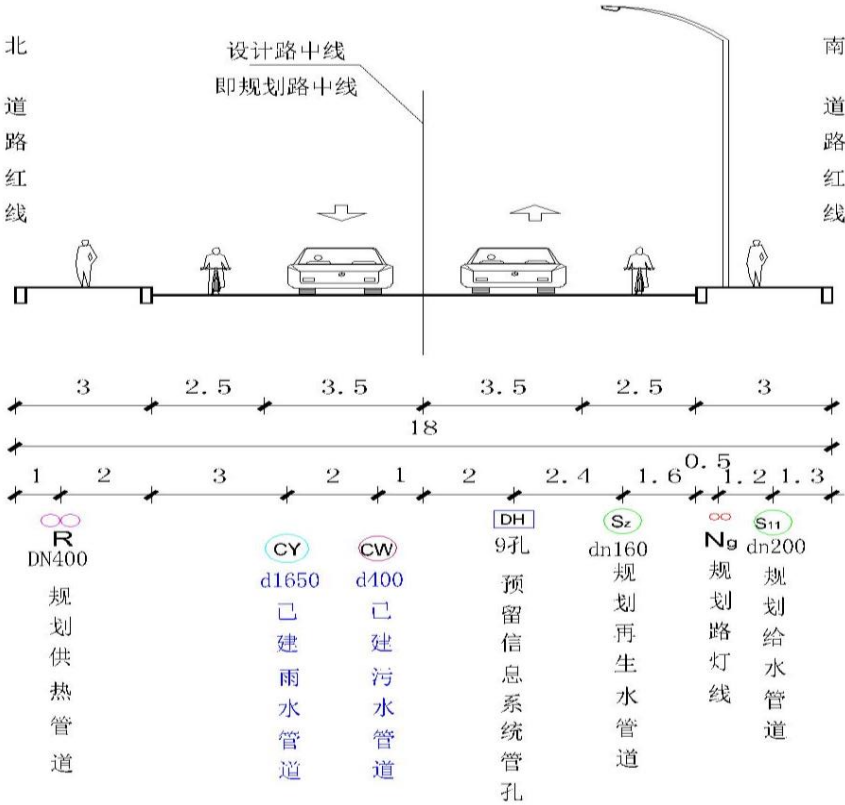 北道路红线
设计路中线
即规划路中线
南道路红线
3
2.5
3.5
3.5
2.5
3
18
1
2
3
2
1
2
2.4
1.6
0.5
1.2
1.3
R
DN400
规划供热管道
CY
d1650
已建雨水管道
CW
d400
已建污水管道
DH
9孔
预留信息系统管孔
Sz
dn160
规划再生水管道
Ng
规划路灯线
S11
dn200
规划给水管道